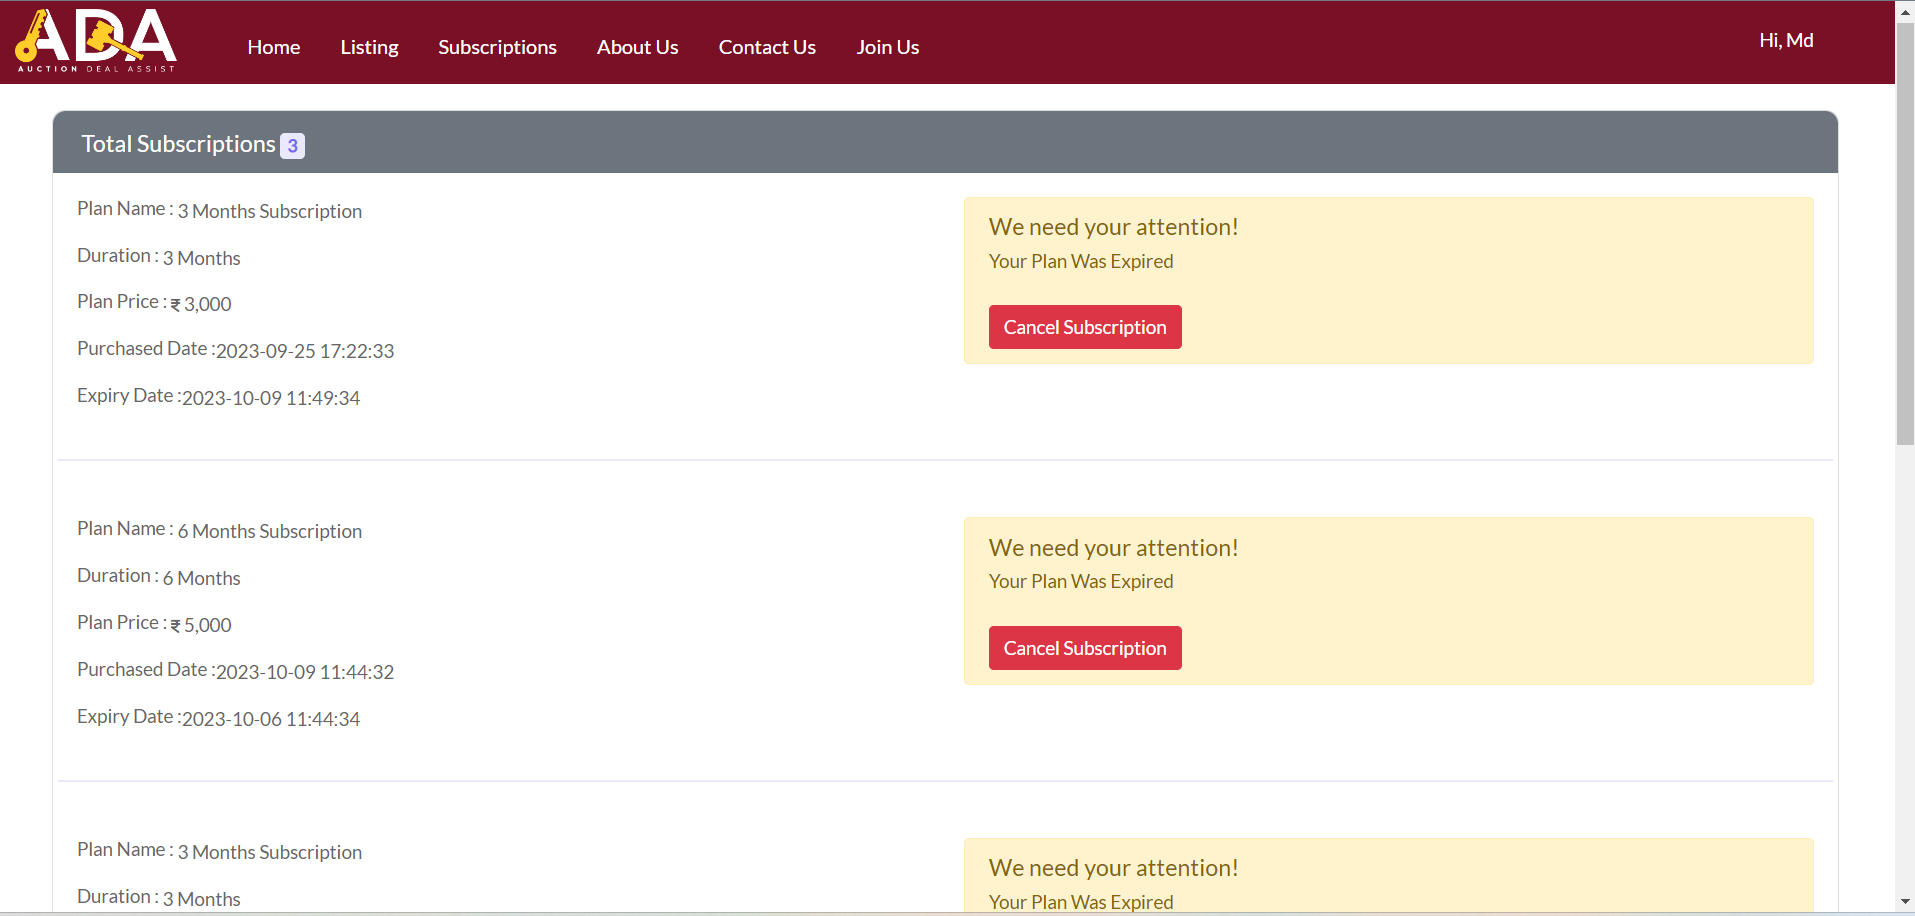 ADA
AUCTION DEAL ASSIST
Home Listing Subscriptions About Us Contact Us Join Us
Hi, Md
Total Subscriptions 3
Plan Name : 3 Months Subscription
Duration : 3 Months
Plan Price : ₹ 3,000
Purchased Date :2023-09-25 17:22:33
Expiry Date :2023-10-09 11:49:34
We need your attention!
Your Plan Was Expired
Cancel Subscription
Plan Name : 6 Months Subscription
Duration : 6 Months
Plan Price : ₹ 5,000
Purchased Date :2023-10-09 11:44:32
Expiry Date :2023-10-06 11:44:34
We need your attention!
Your Plan Was Expired
Cancel Subscription
Plan Name : 3 Months Subscription
Duration : 3 Months
We need your attention!
Your Plan Was Expired